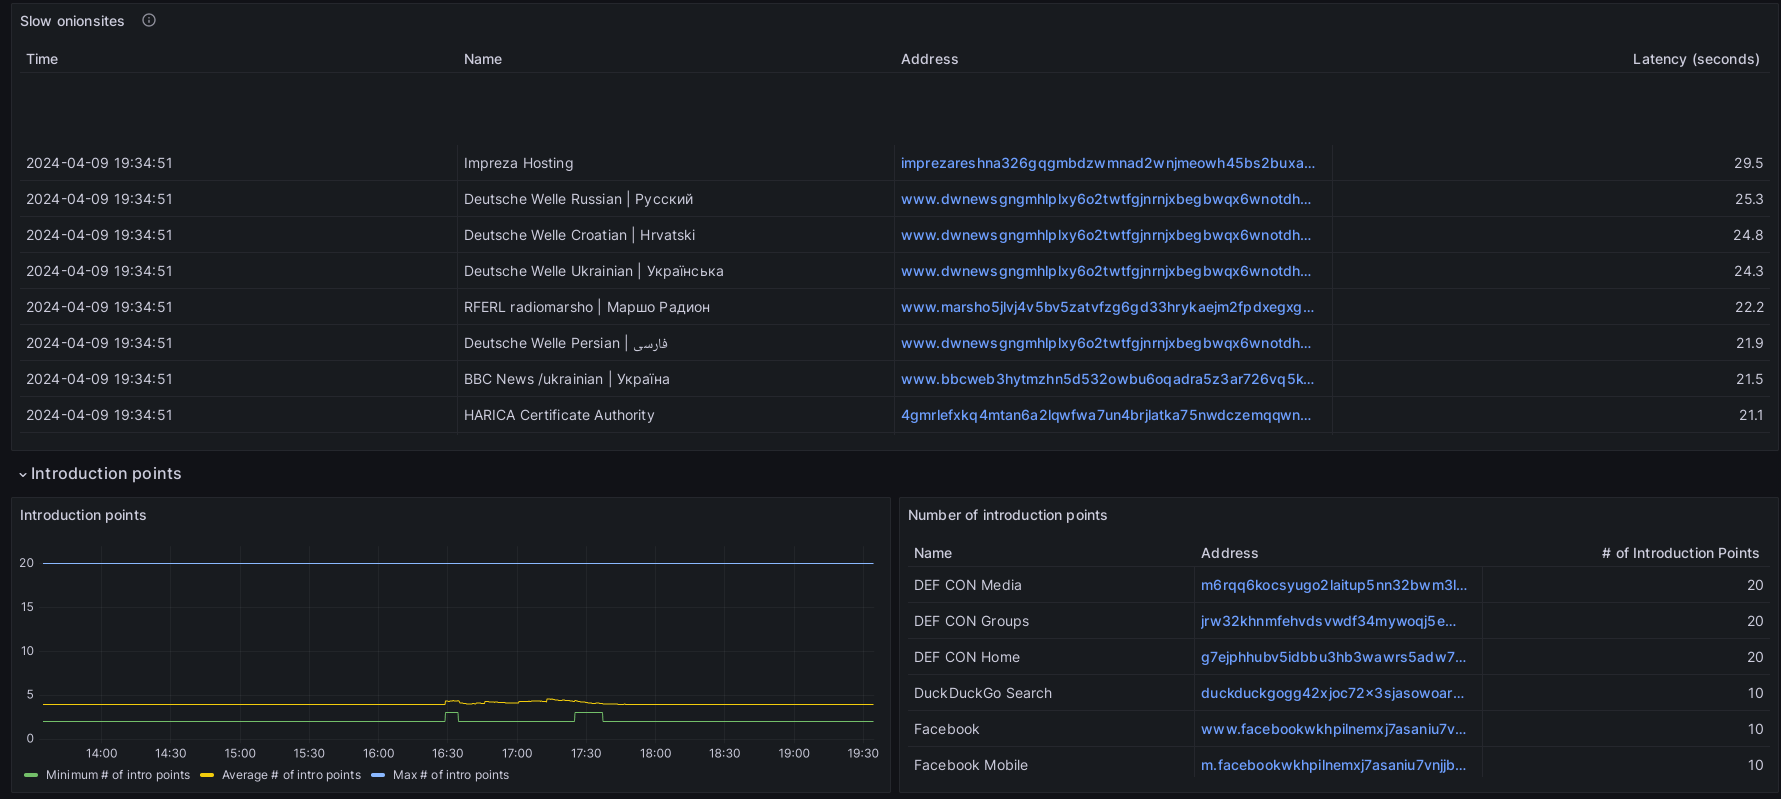 Slow onionsites
Time Name Address Latency (seconds)
2024-04-09 19:34:51 Impreza Hosting imprezareshna326gqgmbdzwmnad2wnjmeowh45bs2buxa... 29.5
2024-04-09 19:34:51 Deutsche Welle Russian | Русский www.dwnewsgngmhlplxy6o2twtfgjnrnjxbegbwqx6wnotdh... 25.3
2024-04-09 19:34:51 Deutsche Welle Croatian | Hrvatski www.dwnewsgngmhlplxy6o2twtfgjnrnjxbegbwqx6wnotdh... 24.8
2024-04-09 19:34:51 Deutsche Welle Ukrainian | Українська www.dwnewsgngmhlplxy6o2twtfgjnrnjxbegbwqx6wnotdh... 24.3
2024-04-09 19:34:51 RFERL radiomarsho | Маршо Радион www.marsho5jlvj4v5bv5zatvfzg6gd33hrykaejm2fpdxegxg... 22.2
2024-04-09 19:34:51 Deutsche Welle Persian | فارسی www.dwnewsgngmhlplxy6o2twtfgjnrnjxbegbwqx6wnotdh... 21.9
2024-04-09 19:34:51 BBC News /ukrainian | Україна www.bbcweb3hytmzhn5d532owbu6oqadra5z3ar726vq5k... 21.5
2024-04-09 19:34:51 HARICA Certificate Authority 4gmrlefxkq4mtan6a2lqwfwa7un4brjlatka75nwdczemqqwn... 21.1
Introduction points
Introduction points
20
15
10
5
0
14:00 14:30 15:00 15:30 16:00 16:30 17:00 17:30 18:00 18:30 19:00 19:30
Minimum # of intro points Average # of intro points Max # of intro points
Number of introduction points
Name Address # of Introduction Points
DEF CON Media m6rqq6kocsyugo2laitup5nn32bwm3l... 20
DEF CON Groups jrw32khnmfehvdsvwdf34mywoqj5e... 20
DEF CON Home g7ejphhubv5idbbu3hb3wawrs5adw7... 20
DuckDuckGo Search duckduckgogg42xjoc72x3sjasowoar... 10
Facebook www.facebookwkhpilnemxj7asaniu7v... 10
Facebook Mobile m.facebookwkhpilnemxj7asaniu7vnjjb... 10